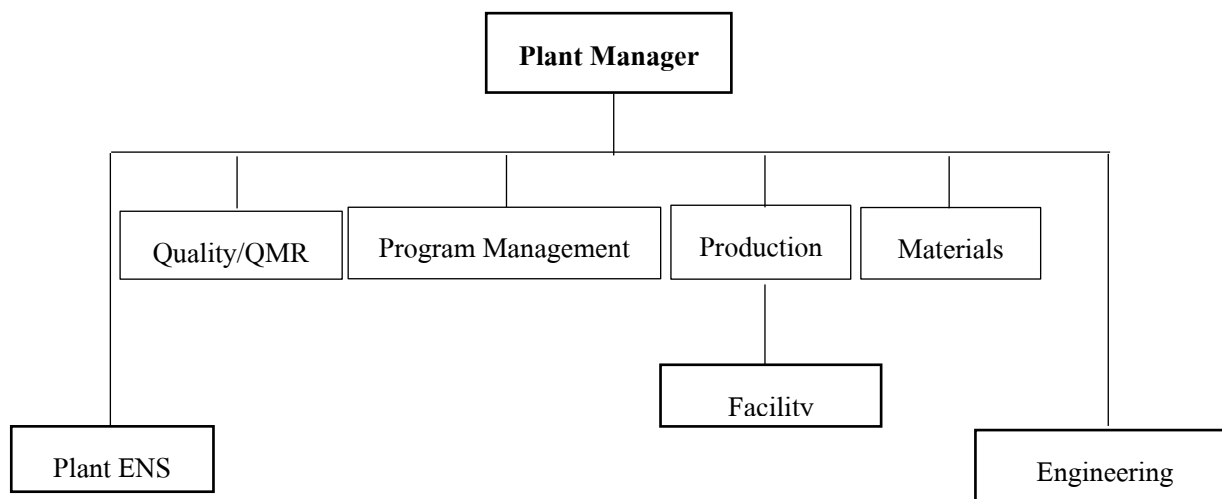 Plant Manager
Quality/QMR
Program Management
Production
Materials
Facility
Plant ENS
Engineering